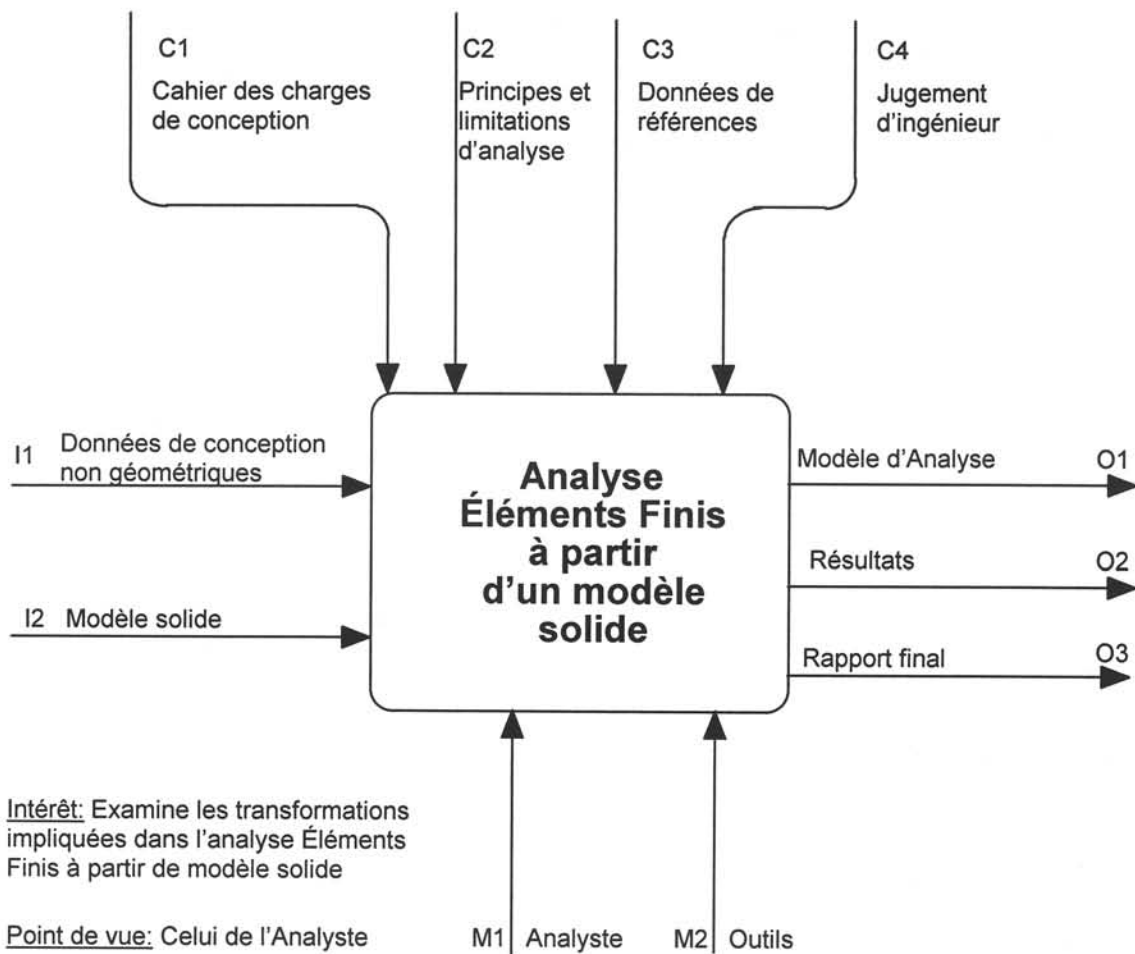 C1
Cahier des charges
de conception
C2
Principes et
limitations
d'analyse
C3
Données de
références
C4
Jugement
d'ingénieur
I1 Données de conception
non géométriques
I2 Modèle solide
Analyse
Éléments Finis
à partir
d'un modèle
solide
Modèle d'Analyse O1
Résultats O2
Rapport final O3
Intérêt: Examine les transformations
impliquées dans l'analyse Éléments
Finis à partir de modèle solide
Point de vue: Celui de l'Analyste
M1 Analyste
M2 Outils